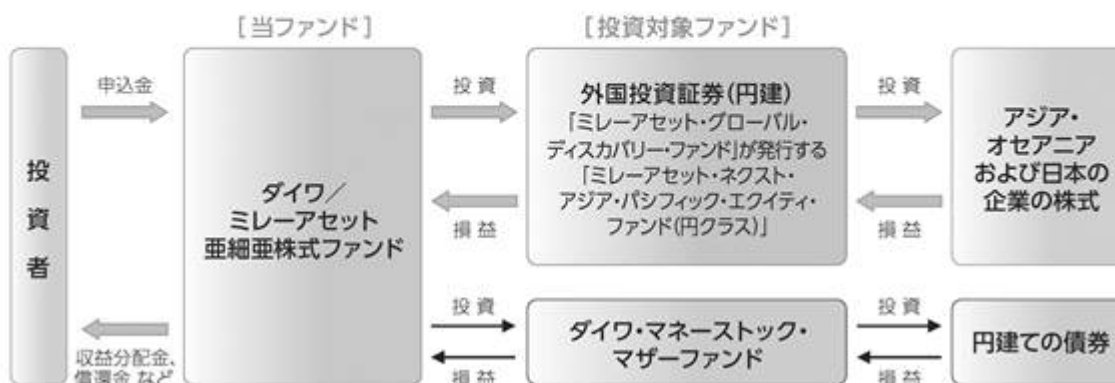 [当ファンド]
[投資対象ファンド]
投資者
申込金
収益分配金、
償還金 など
ダイワ／
ミレーアセット
亜細亜株式ファンド
投資
損益
外国投資証券(円建)
「ミレーアセット・グローバル・
ディスカバリー・ファンド」が発行する
「ミレーアセット・ネクスト・
アジア・パシフィック・エクイティ・
ファンド(円クラス)」
投資
損益
アジア・
オセアニア
および日本の
企業の株式
投資
損益
ダイワ・マネーストック・
マザーファンド
投資
損益
円建ての債券